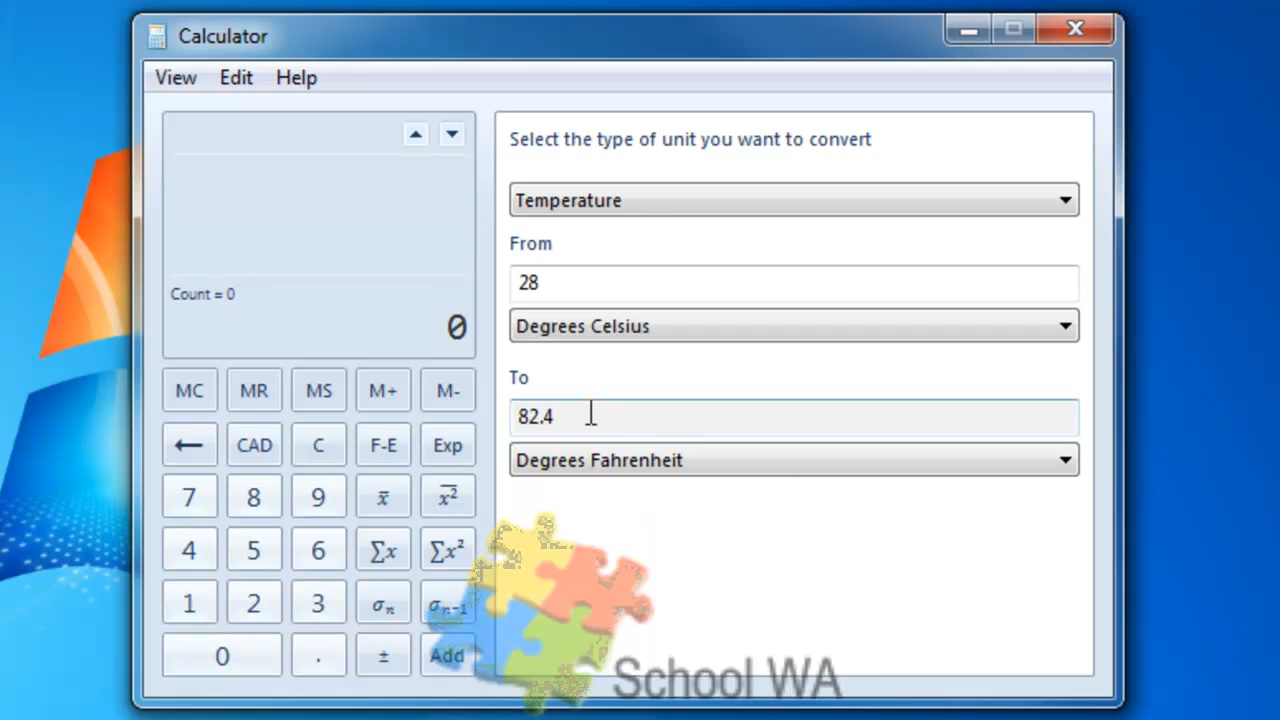 Calculator
View Edit Help
Count = 0
0
MC MR MS M+ M-
← CAD C F-E Exp
7 8 9 x̅ x̅²
4 5 6 ∑x ∑x²
1 2 3 σn σn-1
0 . ± Add
Select the type of unit you want to convert
Temperature
From
28
Degrees Celsius
To
82.4
Degrees Fahrenheit
School WA